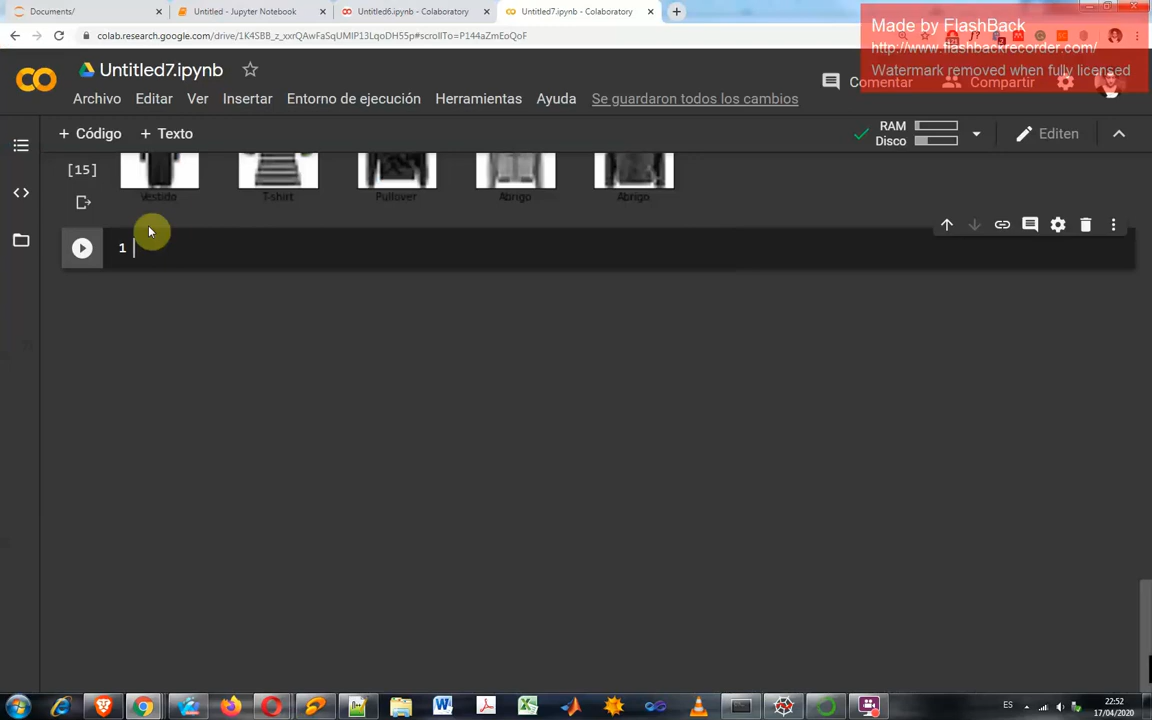 Documents/
Untitled - Jupyter Notebook
Untitled6.ipynb - Colaboratory
Untitled7.ipynb - Colaboratory
Made by FlashBack
http://www.flashbackrecorder.com/
Watermark removed when fully licensed
colab.research.google.com/drive/1K4SBB_z_xxrQAwFaSqUMIP13LqoDH55p#scrollTo=P144aZmEoQoF
Untitled7.ipynb
Comentar
Compartir
Archivo Editar Ver Insertar Entorno de ejecución Herramientas Ayuda Se guardaron todos los cambios
+ Código + Texto
RAM
Disco
Editen
[15]
Vestido T-shirt Pullover Abrigo Abrigo
1
ES
22:52
17/04/2020